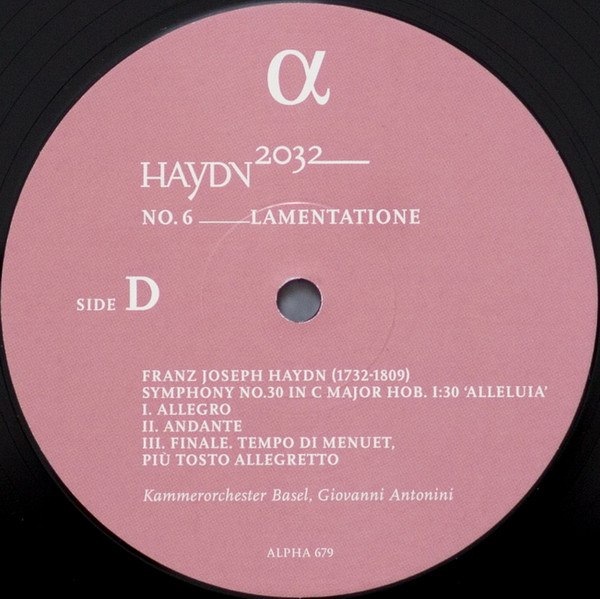 α
HAYDN 2032
NO. 6 LAMENTATIONE
SIDE D
FRANZ JOSEPH HAYDN (1732-1809)
SYMPHONY NO.30 IN C MAJOR HOB. I:30 ‘ALLELUIA’
I. ALLEGRO
II. ANDANTE
III. FINALE. TEMPO DI MENUET,
PIÙ TOSTO ALLEGRETTO
Kammerorchester Basel, Giovanni Antonini
ALPHA 679